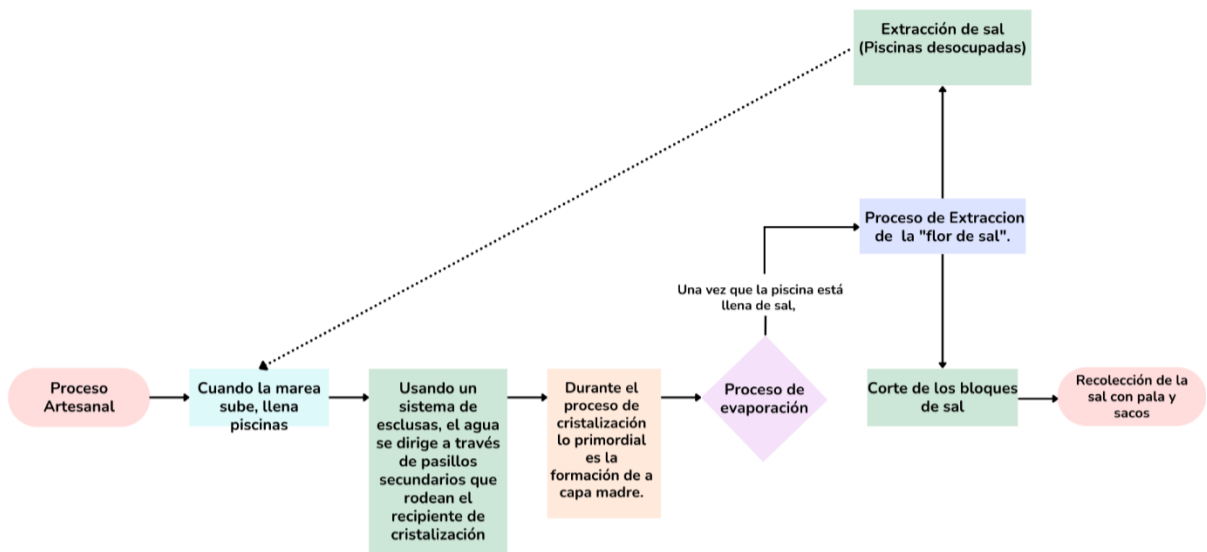 Extracción de sal
(Piscinas desocupadas)
Proceso de Extraccion
de la "flor de sal".
Una vez que la piscina está
llena de sal,
Proceso
Artesanal
Cuando la marea
sube, llena
piscinas
Usando un
sistema de
esclusas, el agua
se dirige a través
de pasillos
secundarios que
rodean el
recipiente de
cristalización
Durante el
proceso de
cristalización
lo primordial
es la
formación de a
capa madre.
Proceso de
evaporación
Corte de los bloques
de sal
Recolección de la
sal con pala y
sacos